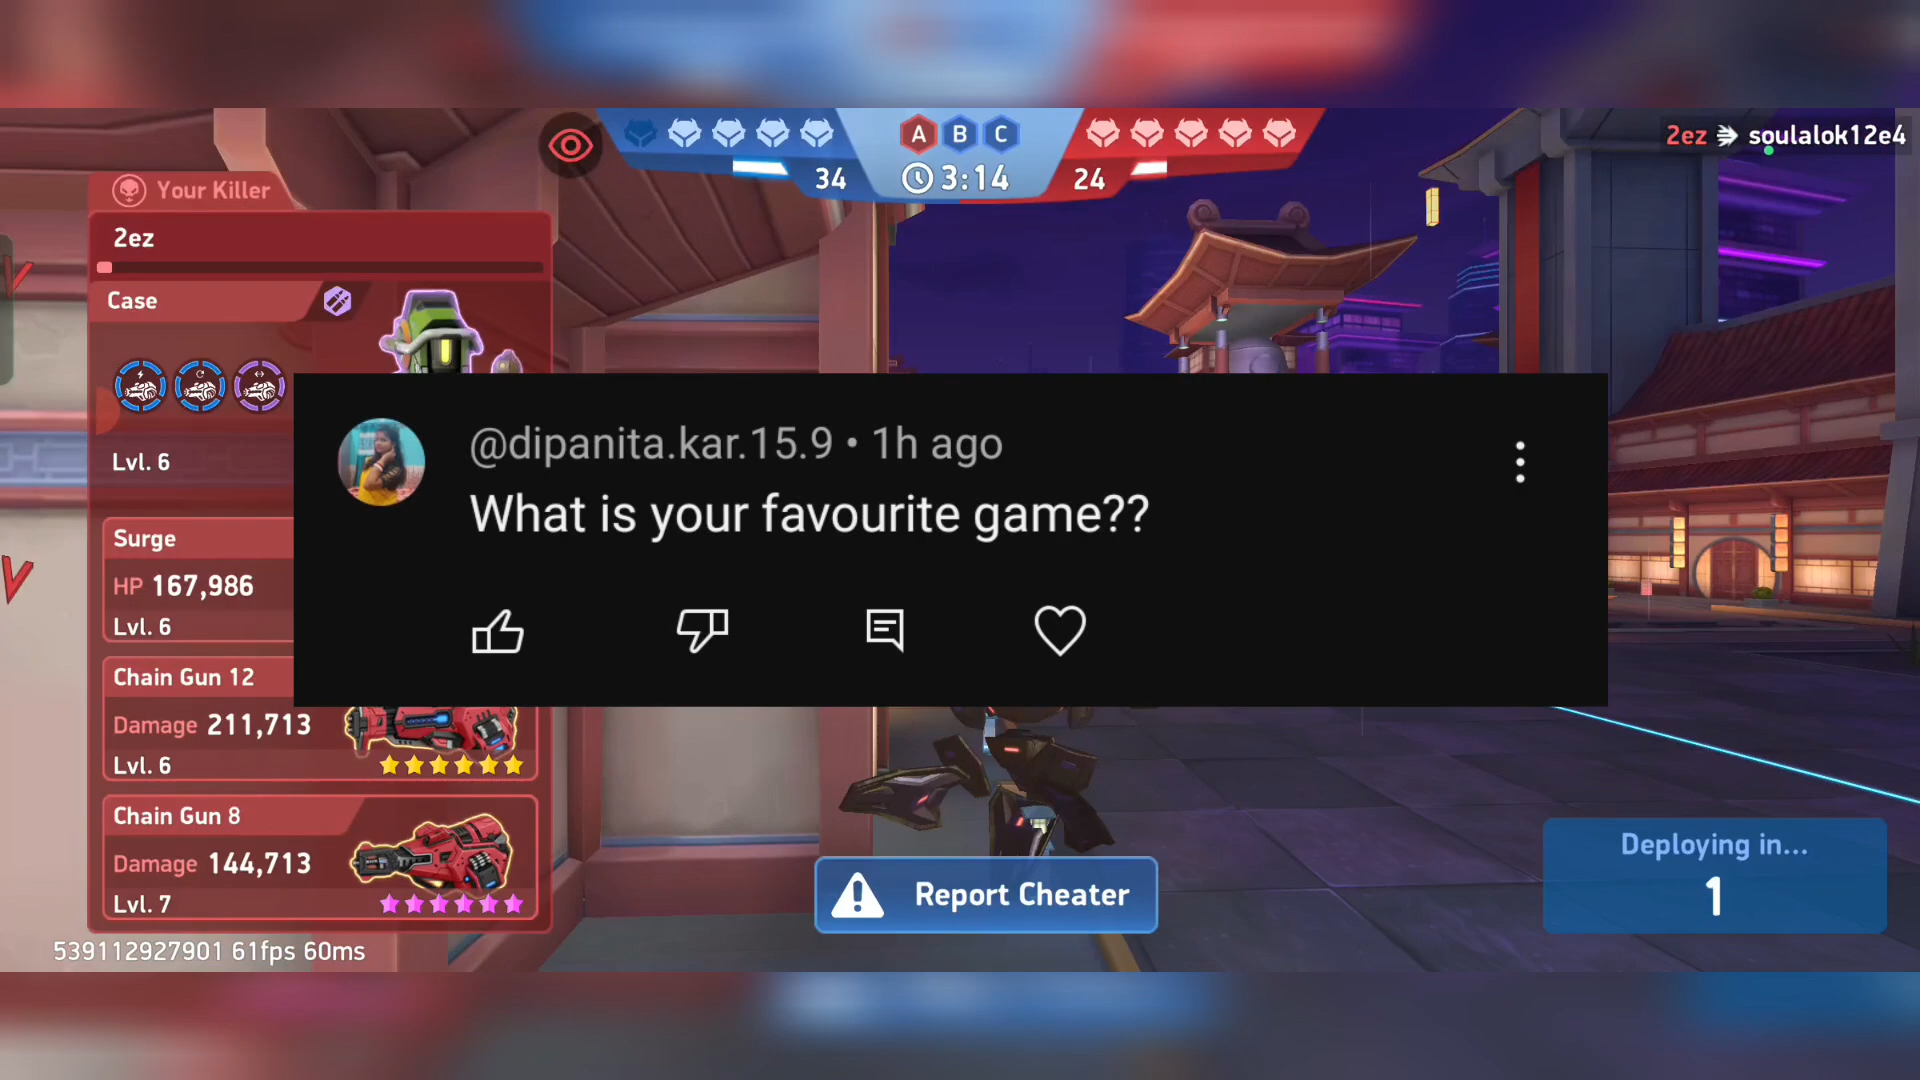 34
A B C
3:14
24
2ez soulalok12e4
Your Killer
2ez
Case
Lvl. 6
Surge
HP 167,986
Lvl. 6
Chain Gun 12
Damage 211,713
Lvl. 6
Chain Gun 8
Damage 144,713
Lvl. 7
539112927901 61fps 60ms
@dipanita.kar.15.9 • 1h ago
What is your favourite game??
Report Cheater
Deploying in...
1